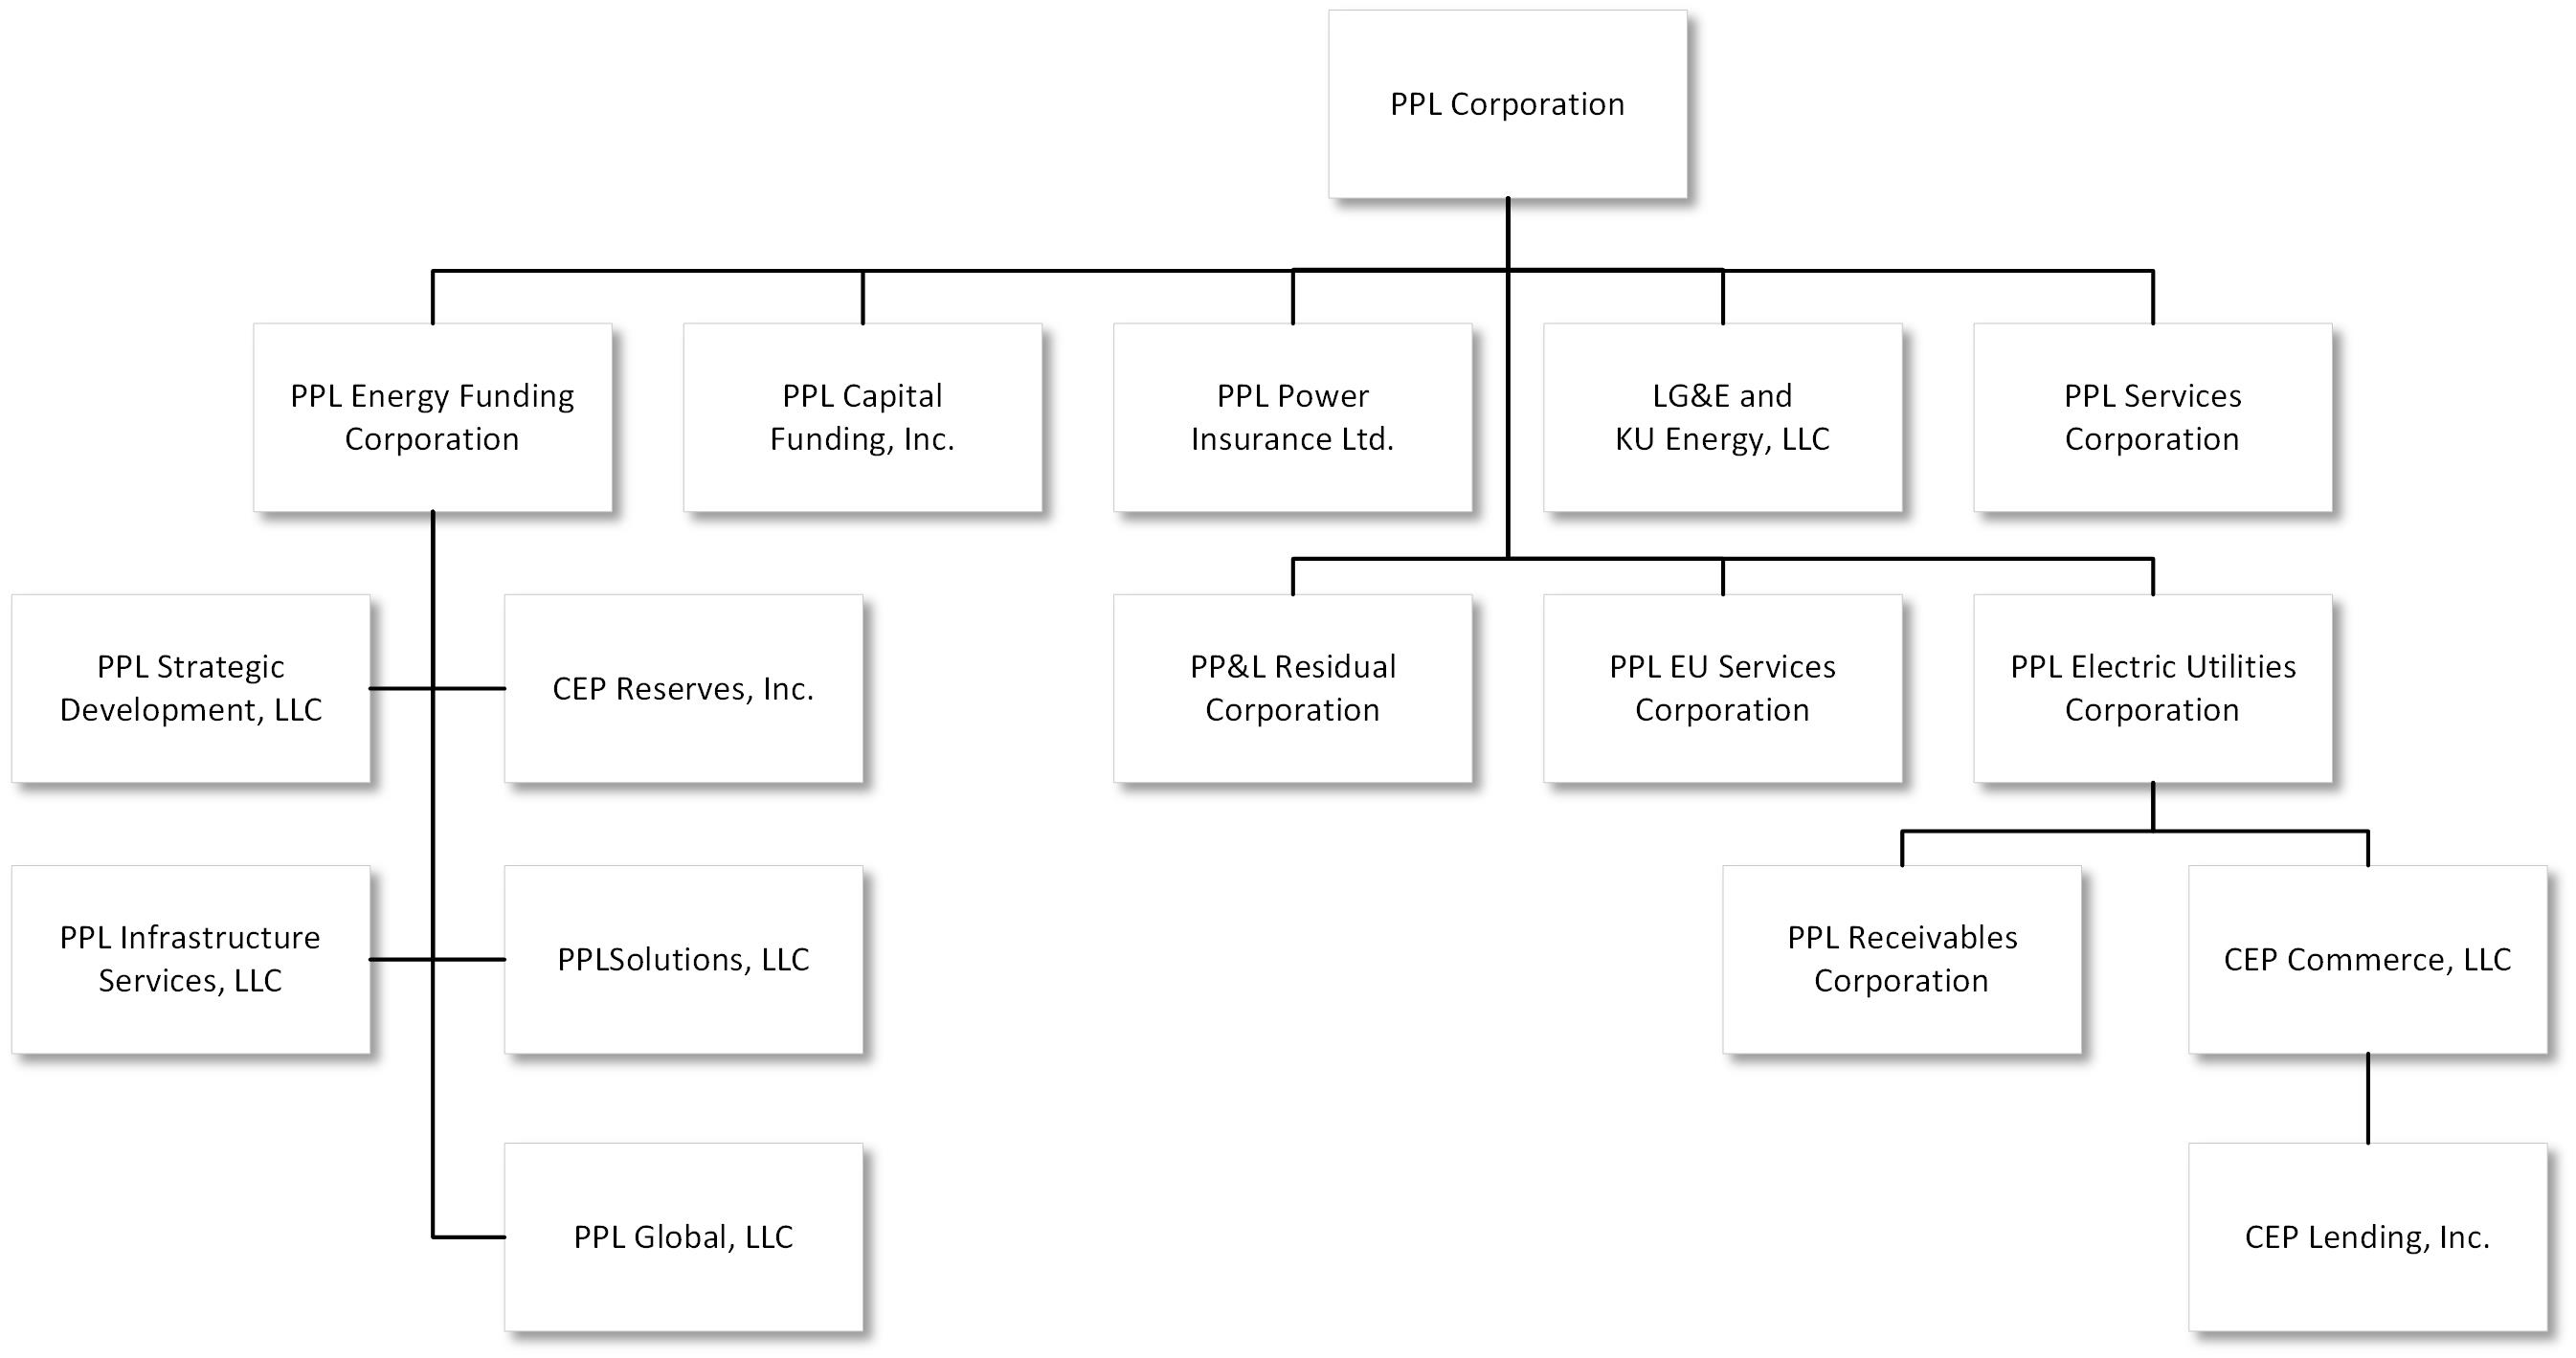 PPL Corporation
PPL Energy Funding
Corporation
PPL Capital
Funding, Inc.
PPL Power
Insurance Ltd.
LG&E and
KU Energy, LLC
PPL Services
Corporation
PPL Strategic
Development, LLC
CEP Reserves, Inc.
PP&L Residual
Corporation
PPL EU Services
Corporation
PPL Electric Utilities
Corporation
PPL Infrastructure
Services, LLC
PPLSolutions, LLC
PPL Receivables
Corporation
CEP Commerce, LLC
PPL Global, LLC
CEP Lending, Inc.